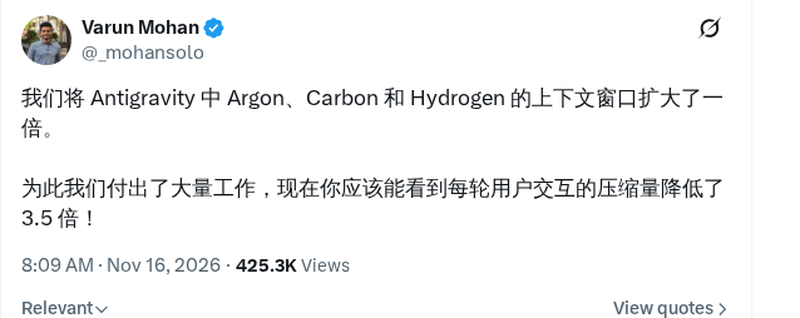 Varun Mohan
@_mohansolo
我们将 Antigravity 中 Argon、Carbon 和 Hydrogen 的上下文窗口扩大了一
倍。
为此我们付出了大量工作，现在你应该能看到每轮用户交互的压缩量降低了
3.5 倍！
8:09 AM · Nov 16, 2026 · 425.3K Views
Relevant
View quotes